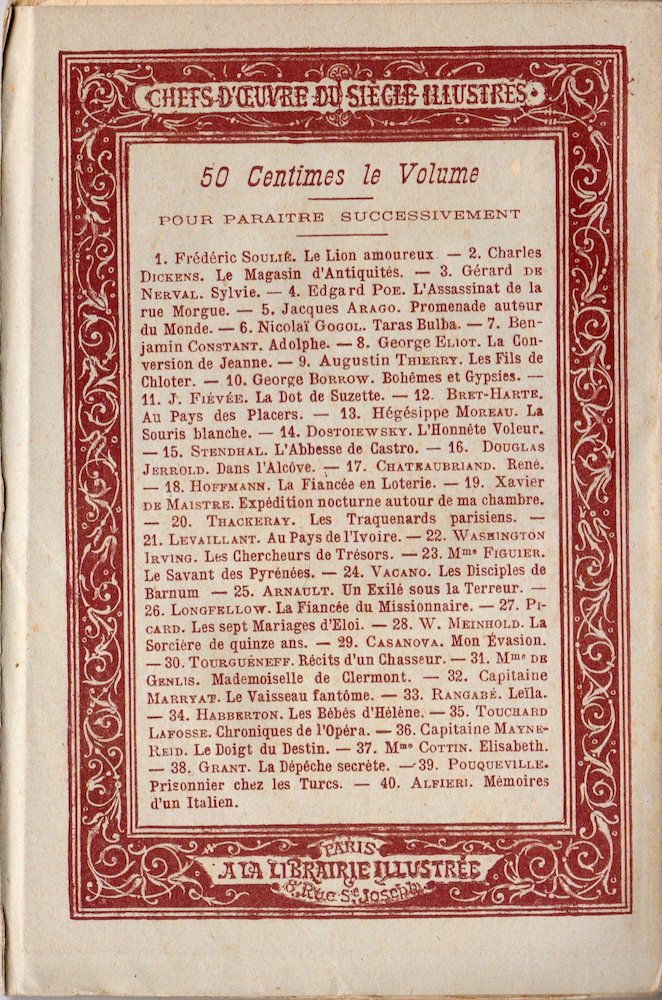 CHEFS-D'ŒUVRE DU SIÈCLE ILLUSTRÉS
50 Centimes le Volume
POUR PARAITRE SUCCESSIVEMENT
1. Frédéric SOULIÉ. Le Lion amoureux — 2. Charles
DICKENS. Le Magasin d'Antiquités. — 3. Gérard DE
NERVAL. Sylvie. — 4. Edgard POE. L'Assassinat de la
rue Morgue. — 5. Jacques ARAGO. Promenade autour
du Monde. — 6. Nicolaï GOGOL. Taras Bulba. — 7. Ben-
jamin CONSTANT. Adolphe. — 8. George ELIOT. La Con-
version de Jeanne. — 9. Augustin THIERRY. Les Fils de
Chloter. — 10. George BORROW. Bohêmes et Gypsies. —
11. J. FIÉVÉE. La Dot de Suzette. — 12. BRET-HARTE.
Au Pays des Placers. — 13. Hégésippe MOREAU. La
Souris blanche. — 14. DOSTOIEWSKY. L'Honnête Voleur.
— 15. STENDHAL. L'Abbesse de Castro. — 16. DOUGLAS
JERROLD. Dans l'Alcôve. — 17. CHATEAUBRIAND. René.
— 18. HOFFMANN. La Fiancée en Loterie. — 19. Xavier
DE MAISTRE. Expédition nocturne autour de ma chambre.
— 20. THACKERAY. Les Traquenards parisiens. —
21. LEVAILLANT. Au Pays de l'Ivoire. — 22. WASHINGTON
IRVING. Les Chercheurs de Trésors. — 23. Mme FIGUIER.
Le Savant des Pyrénées. — 24. VACANO. Les Disciples de
Barnum — 25. ARNAULT. Un Exilé sous la Terreur. —
26. LONGFELLOW. La Fiancée du Missionnaire. — 27. PI-
CARD. Les sept Mariages d'Eloi. — 28. W. MEINHOLD. La
Sorcière de quinze ans. — 29. CASANOVA. Mon Évasion.
— 30. TOURGUÉNEFF. Récits d'un Chasseur. — 31. Mme DE
GENLIS. Mademoiselle de Clermont. — 32. Capitaine
MARRYAT. Le Vaisseau fantôme. — 33. RANGABÉ. Leïla.
— 34. HABBERTON. Les Bébés d'Hélène. — 35. TOUCHARD
LAFOSSE. Chroniques de l'Opéra. — 36. Capitaine MAYNE-
REID. Le Doigt du Destin. — 37. Mme COTTIN. Elisabeth.
— 38. GRANT. La Dépêche secrète. — 39. POUQUEVILLE.
Prisonnier chez les Turcs. — 40. ALFIERI. Mémoires
d'un Italien.
PARIS
A LA LIBRAIRIE ILLUSTRÉE
8, Rue St. Joseph